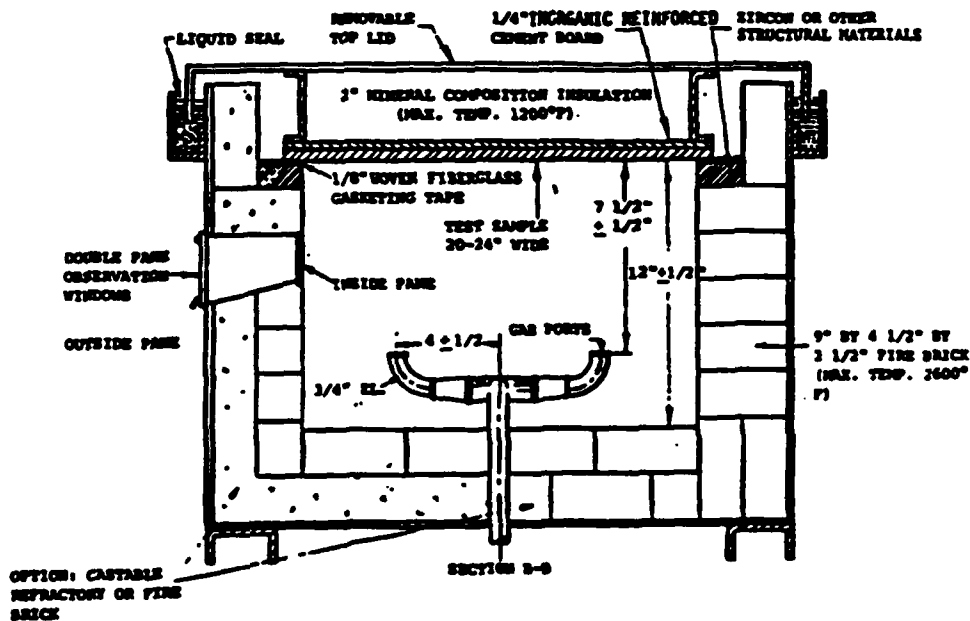 LIQUID SEAL
REMOVABLE
TOP LID
1/4" INORGANIC REINFORCED
CEMENT BOARD
ZIRCON OR OTHER
STRUCTURAL MATERIALS
2" MINERAL COMPOSITION INSULATION
(MAX. TEMP. 1200°F)
1/8" WOVEN FIBERGLASS
GASKETING TAPE
TEST SAMPLE
20-24" WIDE
7 1/2"
± 1/2"
12"±1/2"
DOUBLE PANE
OBSERVATION
WINDOWS
INSIDE PANE
OUTSIDE PANE
4 ± 1/2
GAS PORTS
3/4" EL.
9" BY 4 1/2" BY
2 1/2" FIRE BRICK
(MAX. TEMP. 2600°
F)
OPTION: CASTABLE
REFRACTORY OR FIRE
BRICK
SECTION B-B